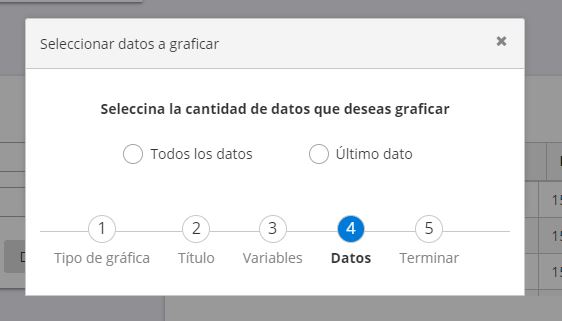 Seleccionar datos a graficar
Seleccina la cantidad de datos que deseas graficar
Todos los datos Último dato
1 2 3 4 5
Tipo de gráfica Título Variables Datos Terminar